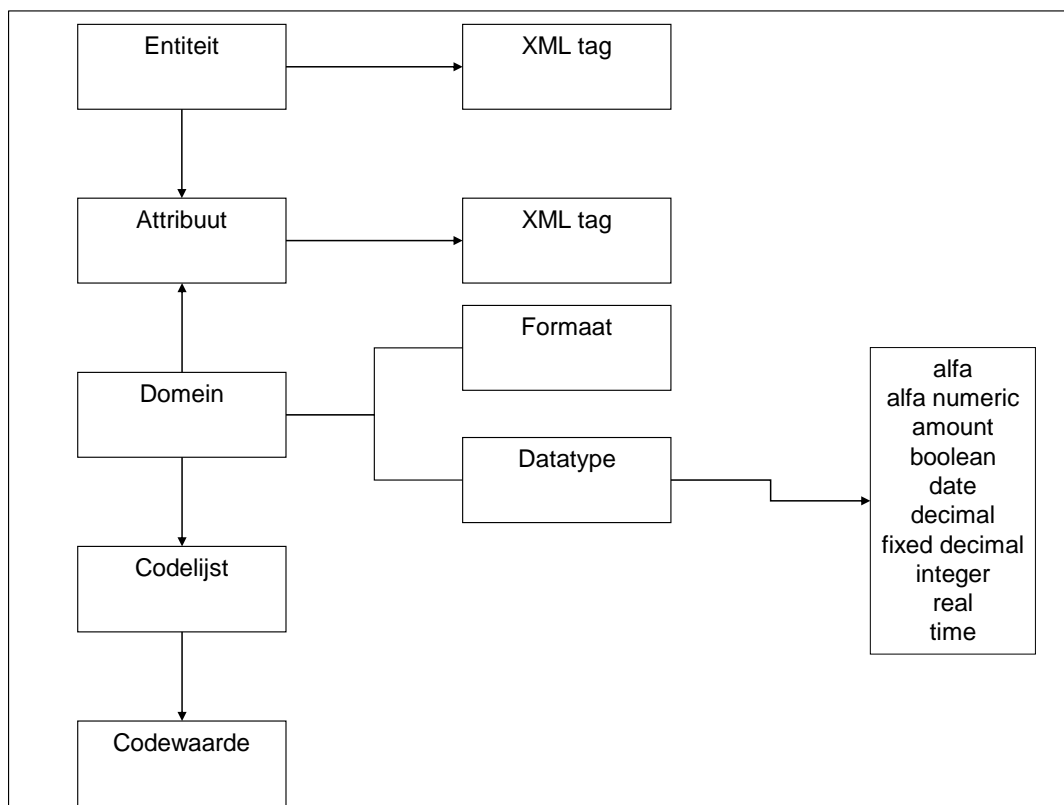 Entiteit
XML tag
Attribuut
XML tag
Formaat
Domein
Datatype
alfa
alfa numeric
amount
boolean
date
decimal
fixed decimal
integer
real
time
Codelijst
Codewaarde